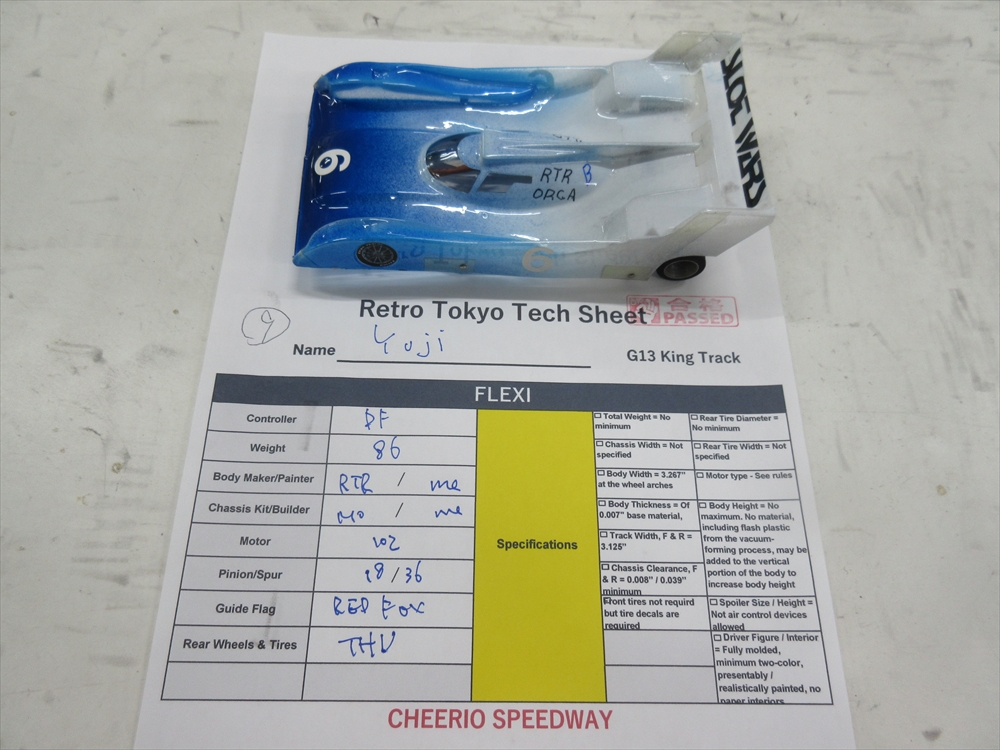 6
RTR B
ORCA
6
Retro Tokyo Tech Sheet
合格
PASSED
9
Name Yuji
G13 King Track
FLEXI
Controller DF
Weight 86
Body Maker/Painter RTR / me
Chassis Kit/Builder Mo / me
Motor 102
Pinion/Spur 18/36
Guide Flag RED FOX
Rear Wheels & Tires THV
Specifications
☐ Total Weight = No
minimum
☐ Rear Tire Diameter =
No minimum
☐ Chassis Width = Not
specified
☐ Rear Tire Width = Not
specified
☐ Body Width = 3.267"
at the wheel arches
☐ Motor type - See rules
☐ Body Thickness = Of
0.007" base material,
☐ Body Height = No
maximum. No material,
including flash plastic
from the vacuum-
forming process, may be
added to the vertical
portion of the body to
increase body height
☐ Track Width, F & R =
3.125"
☐ Chassis Clearance, F
& R = 0.008" / 0.039"
minimum
Front tires not requird
but tire decals are
required
☐ Spoiler Size / Height =
Not air control devices
allowed
☐ Driver Figure / Interior
= Fully molded,
minimum two-color,
presentably /
realistically painted, no
paper interiors
CHEERIO SPEEDWAY